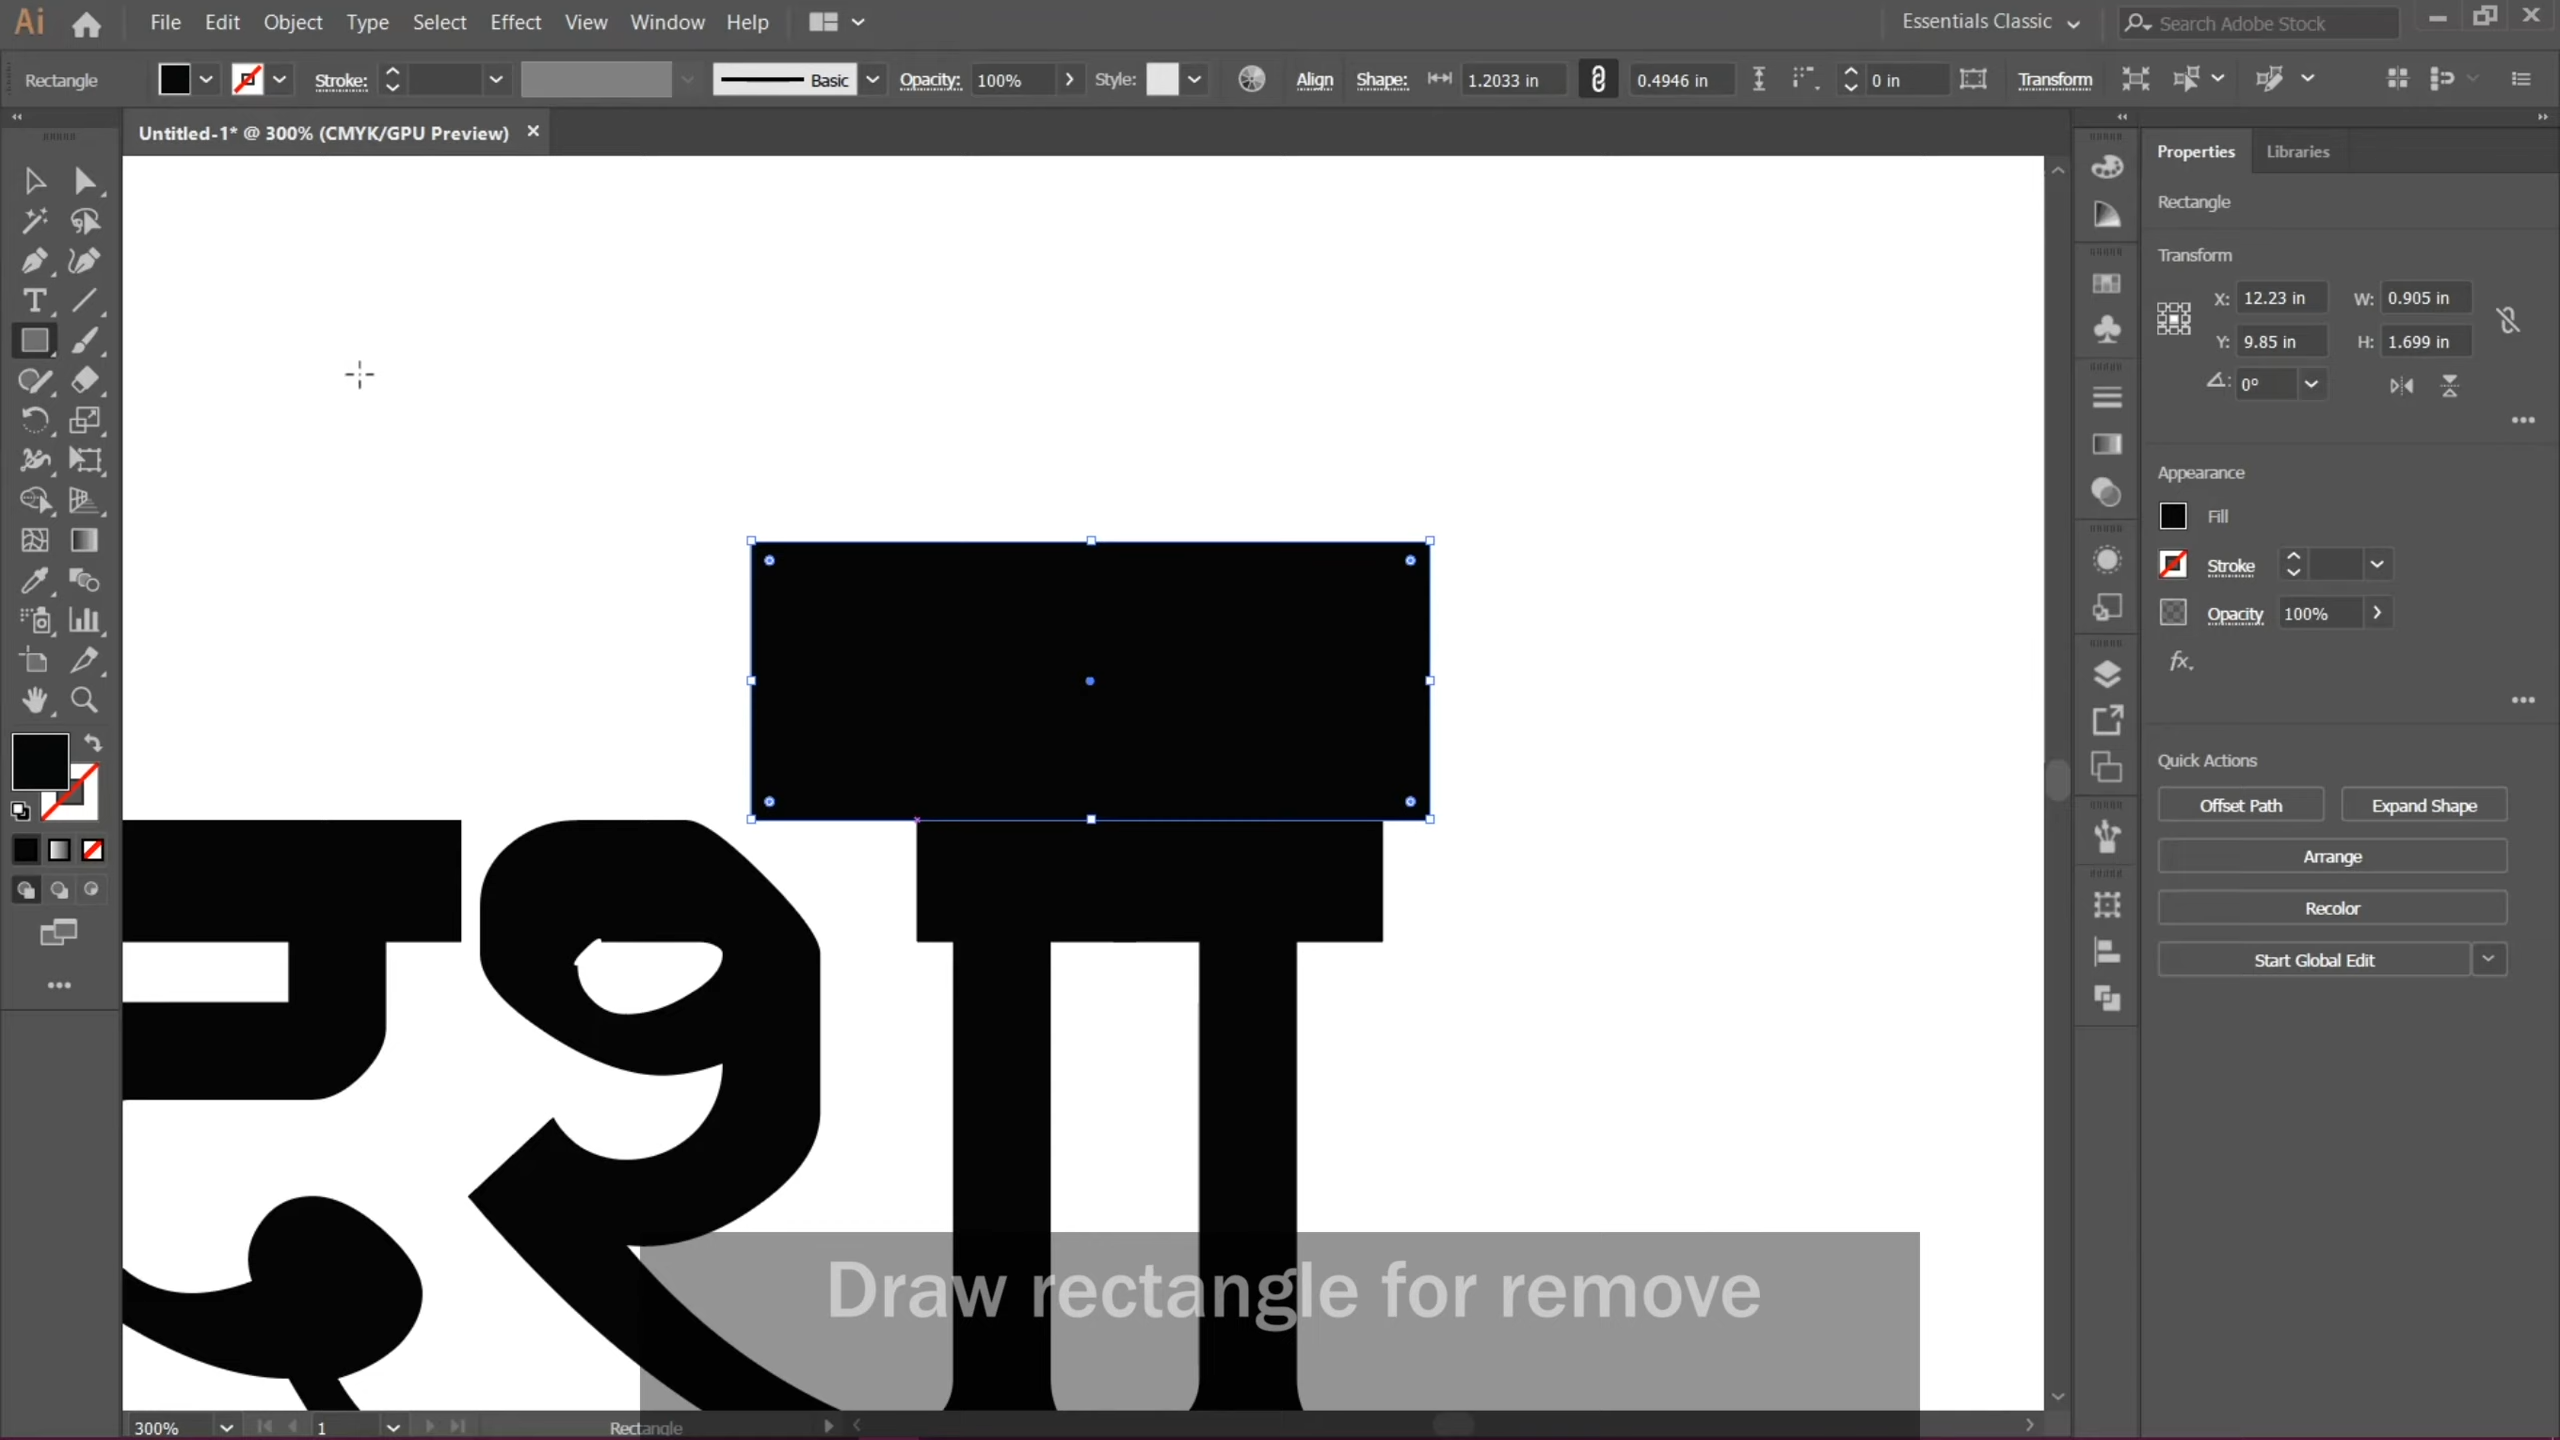 Ai File Edit Object Type Select Effect View Window Help Essentials Classic Search Adobe Stock
Rectangle Stroke: Basic Opacity: 100% Style: Align Shape: 1.2033 in 0.4946 in 0 in Transform
Untitled-1* @ 300% (CMYK/GPU Preview)
Properties Libraries
Rectangle
Transform
X: 12.23 in W: 0.905 in
Y: 9.85 in H: 1.699 in
0°
Appearance
Fill
Stroke
Opacity 100%
fx.
Quick Actions
Offset Path Expand Shape
Arrange
Recolor
Start Global Edit
Draw rectangle for remove
300% 1 Rectangle